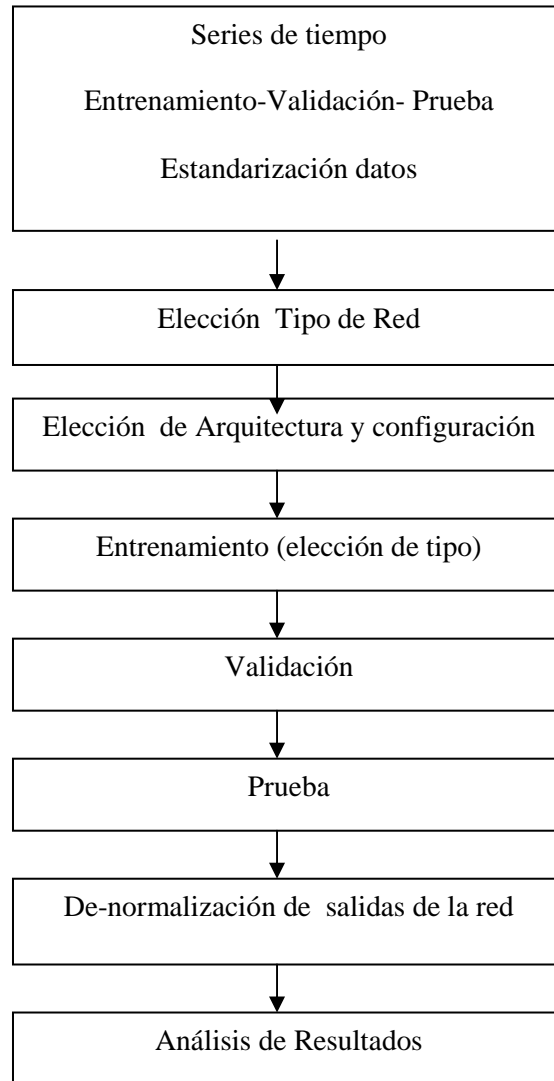 Series de tiempo
Entrenamiento-Validación- Prueba
Estandarización datos
Elección Tipo de Red
Elección de Arquitectura y configuración
Entrenamiento (elección de tipo)
Validación
Prueba
De-normalización de salidas de la red
Análisis de Resultados